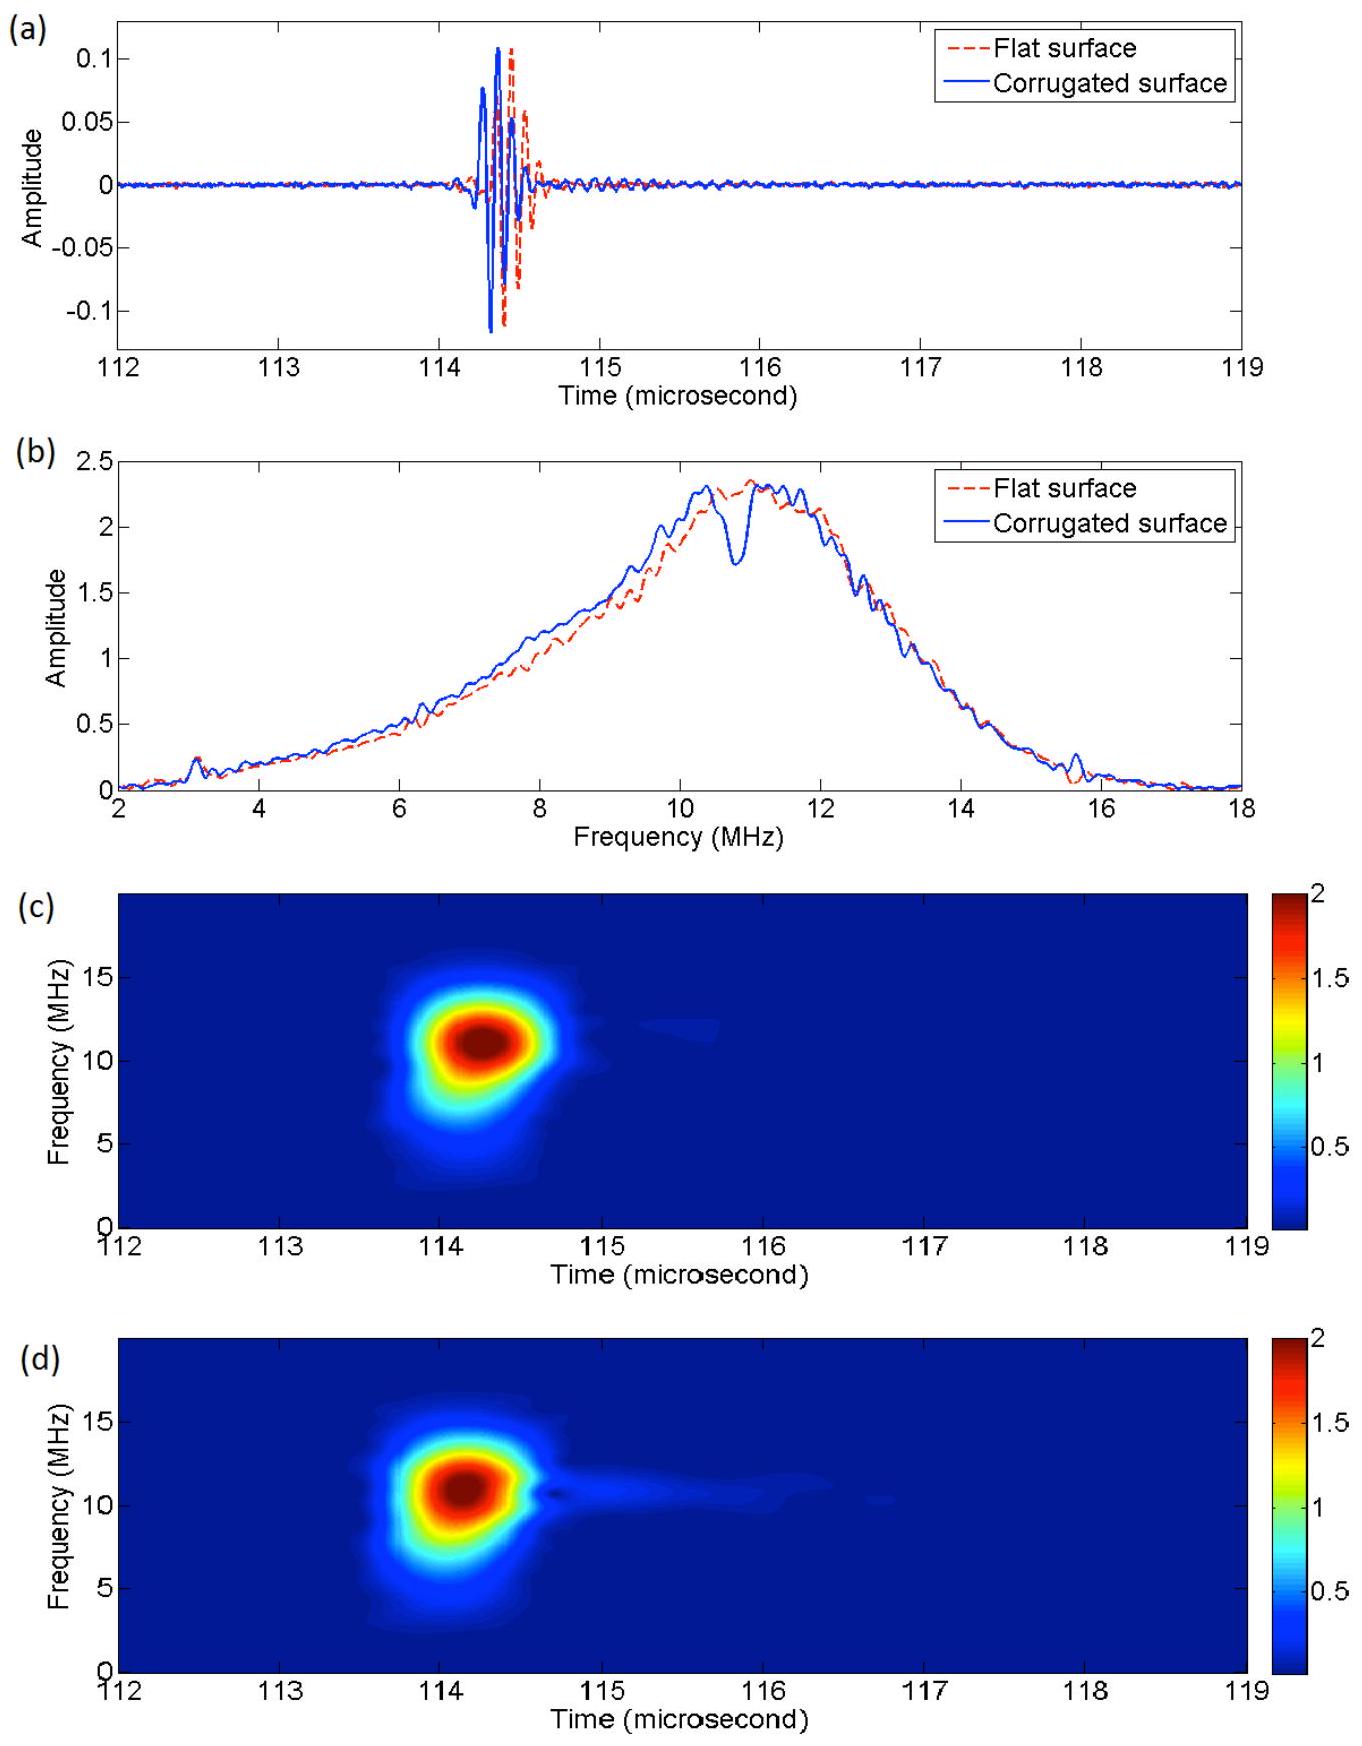 (a)
0.1
0.05
0
-0.05
-0.1
Amplitude
Flat surface
Corrugated surface
112 113 114 115 116 117 118 119
Time (microsecond)
(b)
2.5
2
1.5
1
0.5
0
Amplitude
Flat surface
Corrugated surface
2 4 6 8 10 12 14 16 18
Frequency (MHz)
(c)
15
10
5
0
Frequency (MHz)
2
1.5
1
0.5
112 113 114 115 116 117 118 119
Time (microsecond)
(d)
15
10
5
0
Frequency (MHz)
2
1.5
1
0.5
112 113 114 115 116 117 118 119
Time (microsecond)